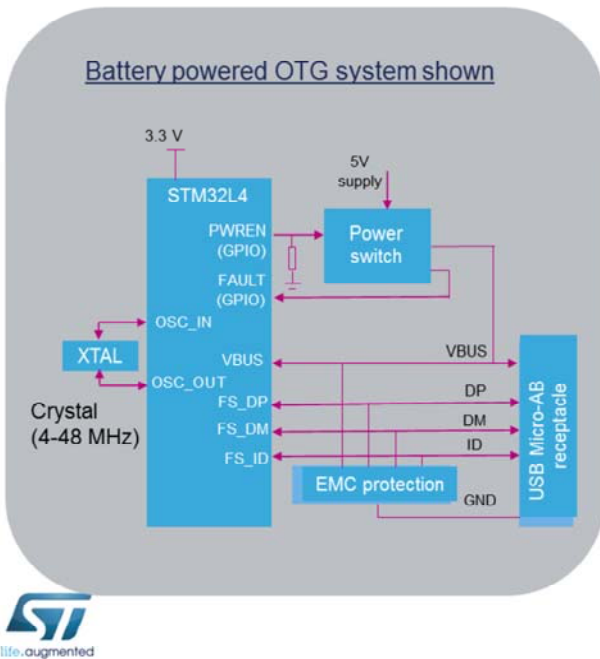 Battery powered OTG system shown
3.3 V
5V
supply
STM32L4
PWREN
(GPIO)
Power
switch
FAULT
(GPIO)
OSC_IN
XTAL
VBUS
VBUS
OSC_OUT
DP
FS_DP
Crystal
(4-48 MHz)
DM
FS_DM
ID
FS_ID
USB Micro-AB
receptacle
EMC protection
GND
ST
life.augmented